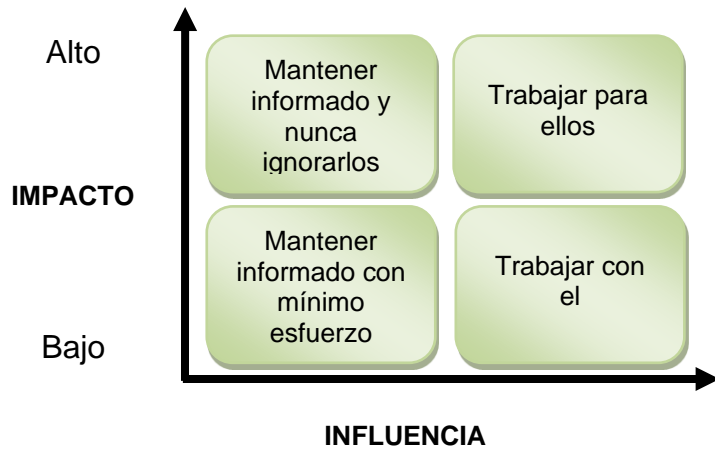 Alto
Mantener
informado y
nunca
ignorarlos
Trabajar para
ellos
IMPACTO
Mantener
informado con
mínimo
esfuerzo
Trabajar con
el
Bajo
INFLUENCIA